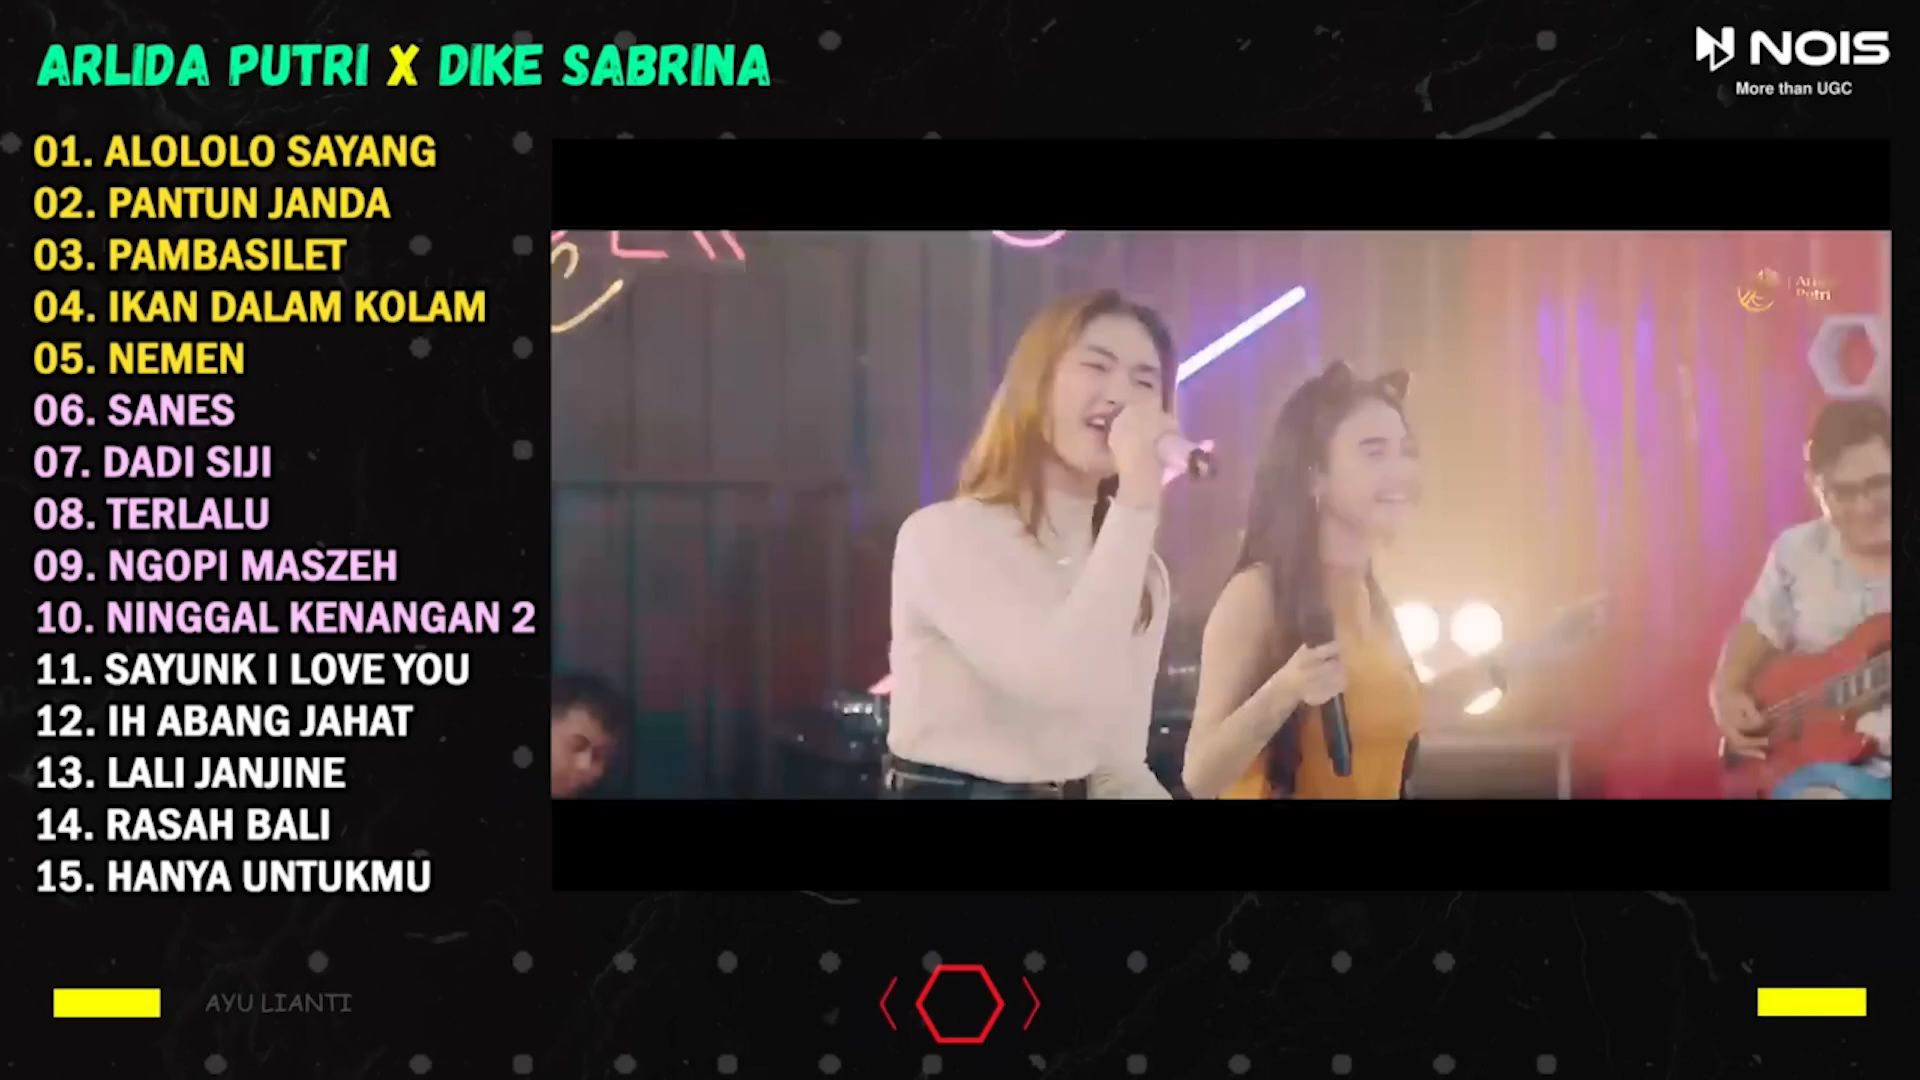 ARLIDA PUTRI X DIKE SABRINA
NOIS
More than UGC
01. ALOLOLO SAYANG
02. PANTUN JANDA
03. PAMBASILET
04. IKAN DALAM KOLAM
05. NEMEN
06. SANES
07. DADI SIJI
08. TERLALU
09. NGOPI MASZEH
10. NINGGAL KENANGAN 2
11. SAYUNK I LOVE YOU
12. IH ABANG JAHAT
13. LALI JANJINE
14. RASAH BALI
15. HANYA UNTUKMU
Putri
AYU LIANTI